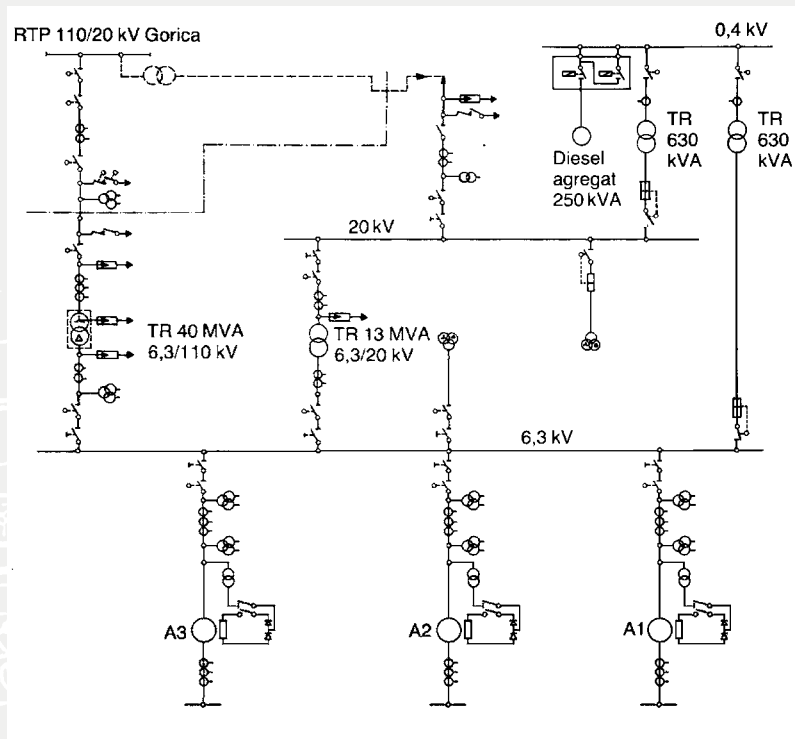 RTP 110/20 kV Gorica
0,4 kV
TR
630
kVA
TR
630
kVA
Diesel
agregat
250 kVA
20 kV
TR 40 MVA
6,3/110 kV
TR 13 MVA
6,3/20 kV
6,3 kV
A3
A2
A1